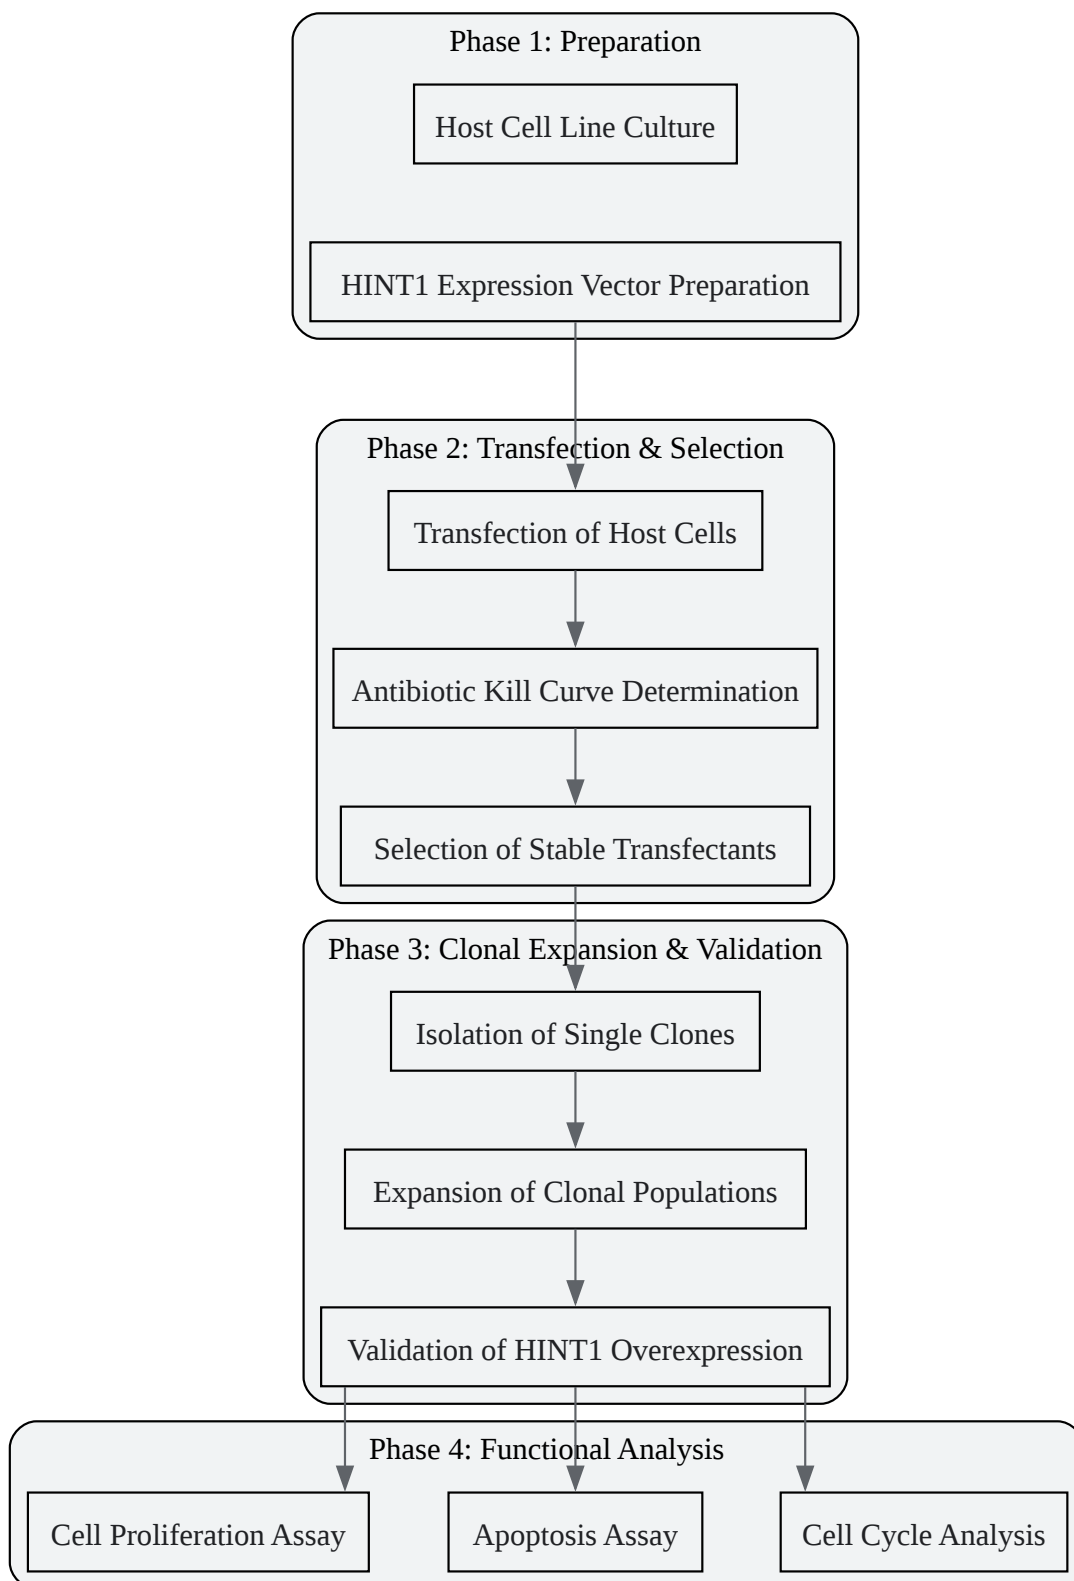 Phase 1: Preparation
Host Cell Line Culture
HINT1 Expression Vector Preparation
Phase 2: Transfection & Selection
Transfection of Host Cells
Antibiotic Kill Curve Determination
Selection of Stable Transfectants
Phase 3: Clonal Expansion & Validation
Isolation of Single Clones
Expansion of Clonal Populations
Validation of HINT1 Overexpression
Phase 4: Functional Analysis
Cell Proliferation Assay
Apoptosis Assay
Cell Cycle Analysis